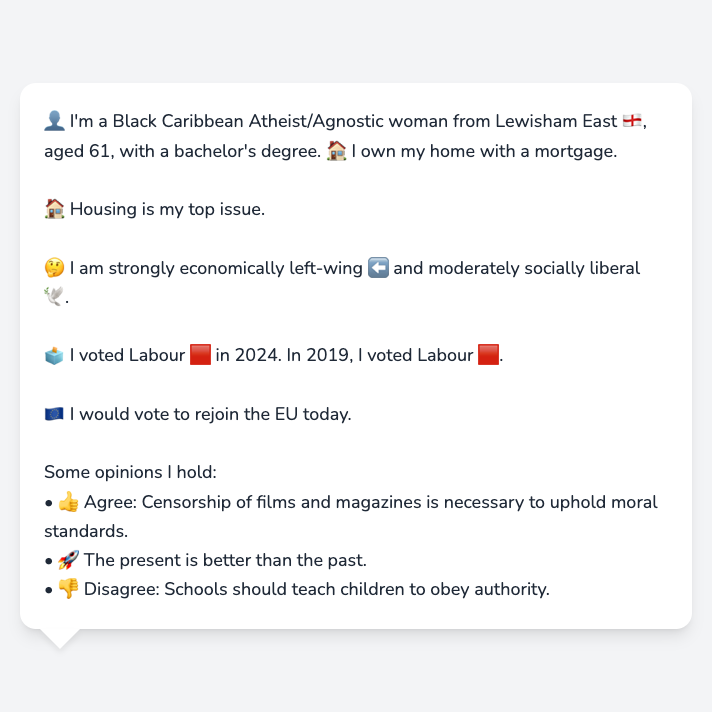 👤 I'm a Black Caribbean Atheist/Agnostic woman from Lewisham East 🏴󠁧󠁢󠁥󠁮󠁧󠁿,
aged 61, with a bachelor's degree. 🏠 I own my home with a mortgage.
🏠 Housing is my top issue.
🤔 I am strongly economically left-wing ⬅️ and moderately socially liberal
🕊️.
🗳️ I voted Labour 🟥 in 2024. In 2019, I voted Labour 🟥.
🇪🇺 I would vote to rejoin the EU today.
Some opinions I hold:
• 👍 Agree: Censorship of films and magazines is necessary to uphold moral
standards.
• 🚀 The present is better than the past.
• 👎 Disagree: Schools should teach children to obey authority.